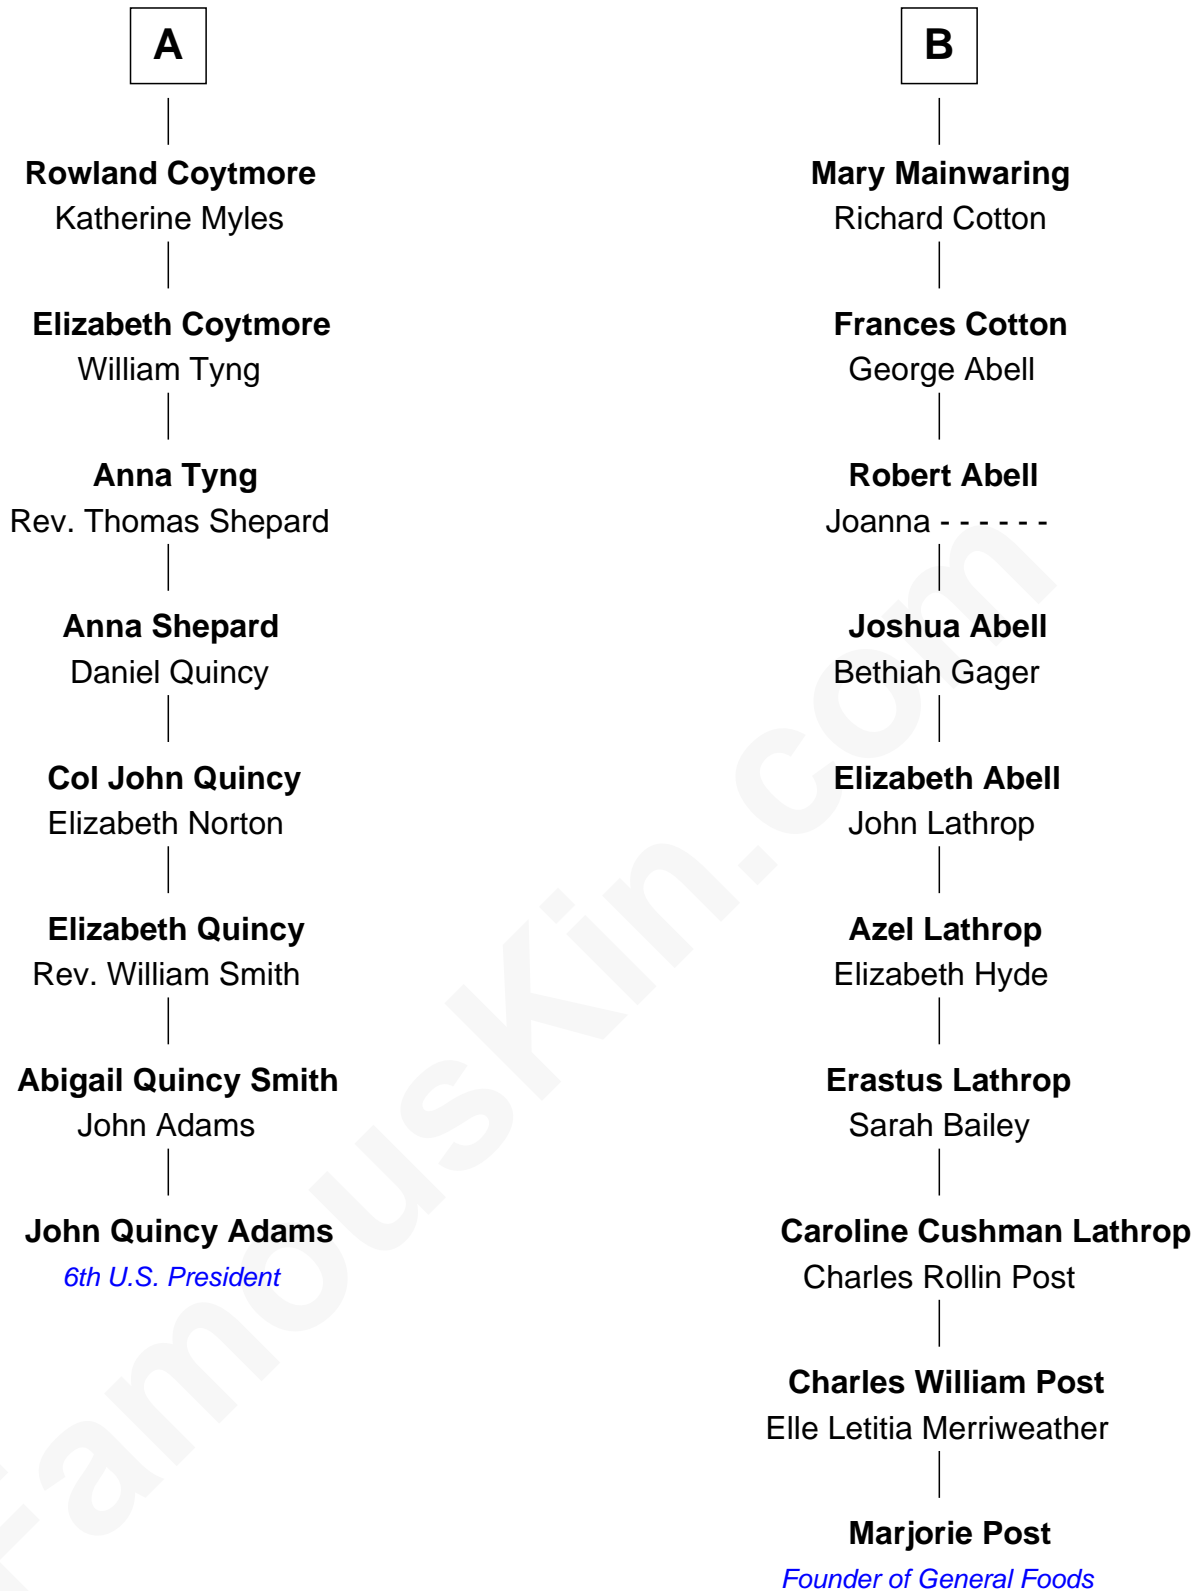 A
Rowland Coytmore
Katherine Myles
Elizabeth Coytmore
William Tyng
Anna Tyng
Rev. Thomas Shepard
Anna Shepard
Daniel Quincy
Col John Quincy
Elizabeth Norton
Elizabeth Quincy
Rev. William Smith
Abigail Quincy Smith
John Adams
John Quincy Adams
6th U.S. President
B
Mary Mainwaring
Richard Cotton
Frances Cotton
George Abell
Robert Abell
Joanna - - - - - -
Joshua Abell
Bethiah Gager
Elizabeth Abell
John Lathrop
Azel Lathrop
Elizabeth Hyde
Erastus Lathrop
Sarah Bailey
Caroline Cushman Lathrop
Charles Rollin Post
Charles William Post
Elle Letitia Merriweather
Marjorie Post
Founder of General Foods
FamousKin.com